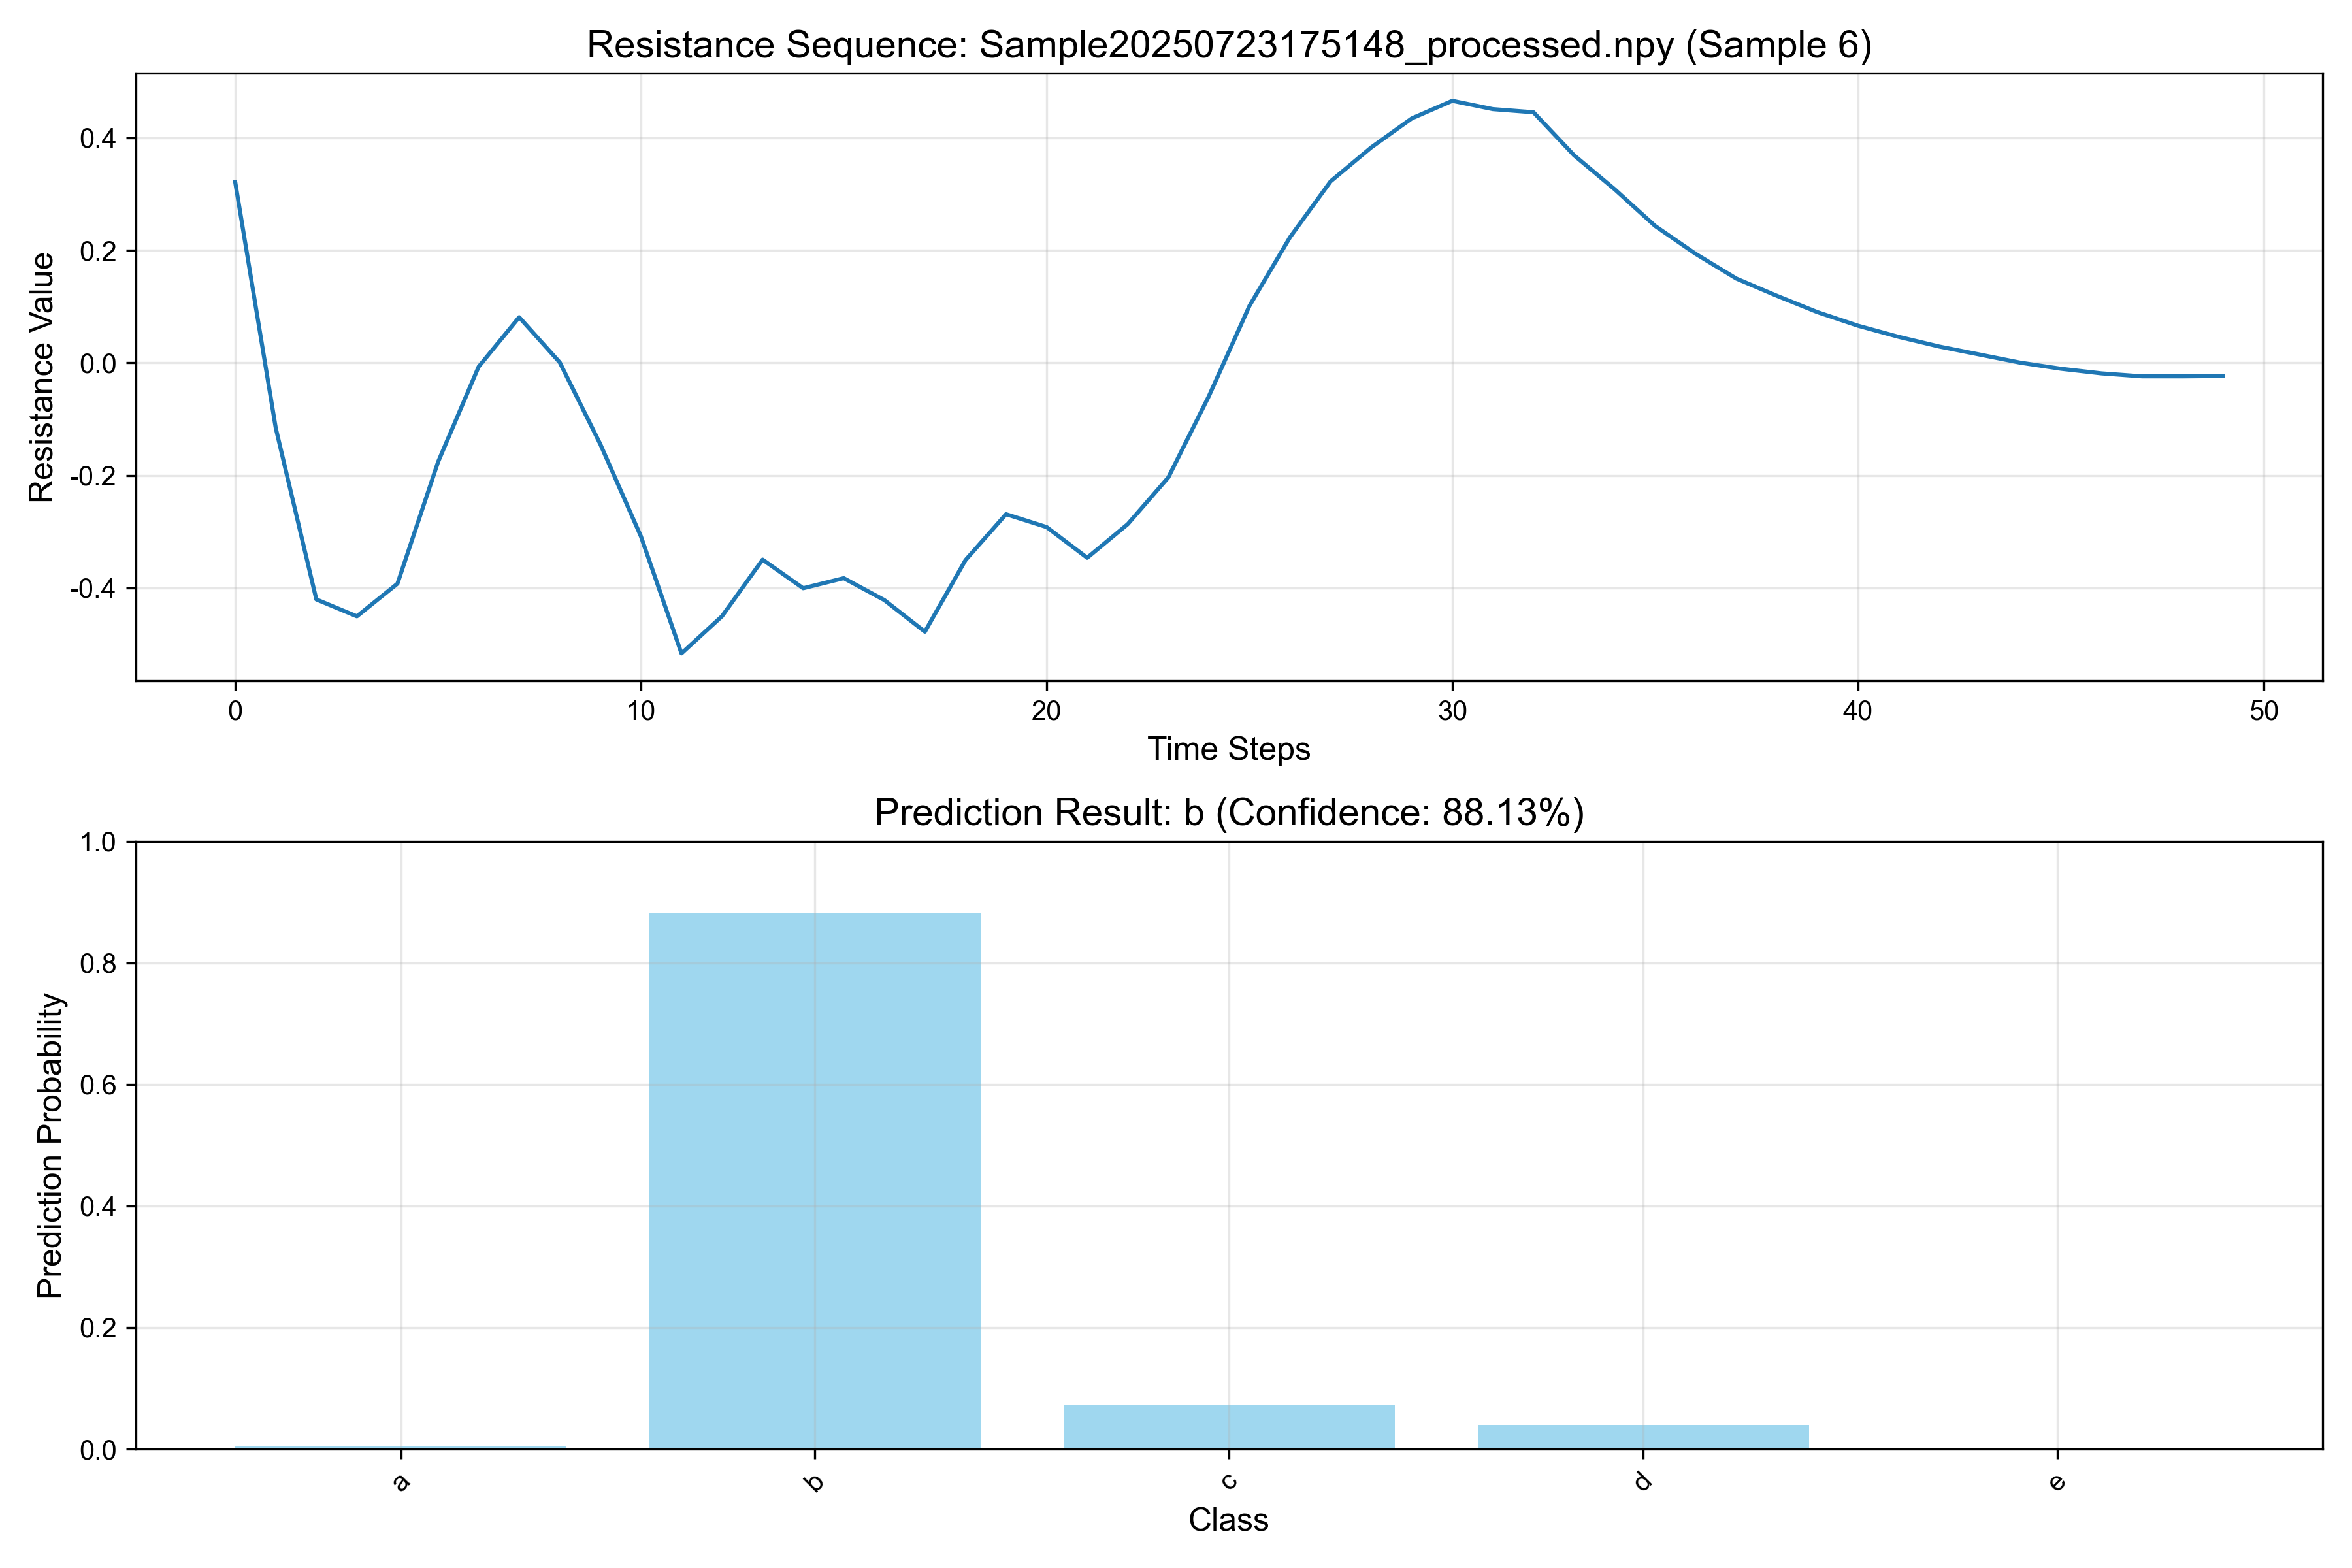 Resistance Sequence: Sample20250723175148_processed.npy (Sample 6)
Resistance Value
0.4
0.2
0.0
-0.2
-0.4
0
10
20
30
40
50
Time Steps
Prediction Result: b (Confidence: 88.13%)
Prediction Probability
1.0
0.8
0.6
0.4
0.2
0.0
a
b
c
d
e
Class